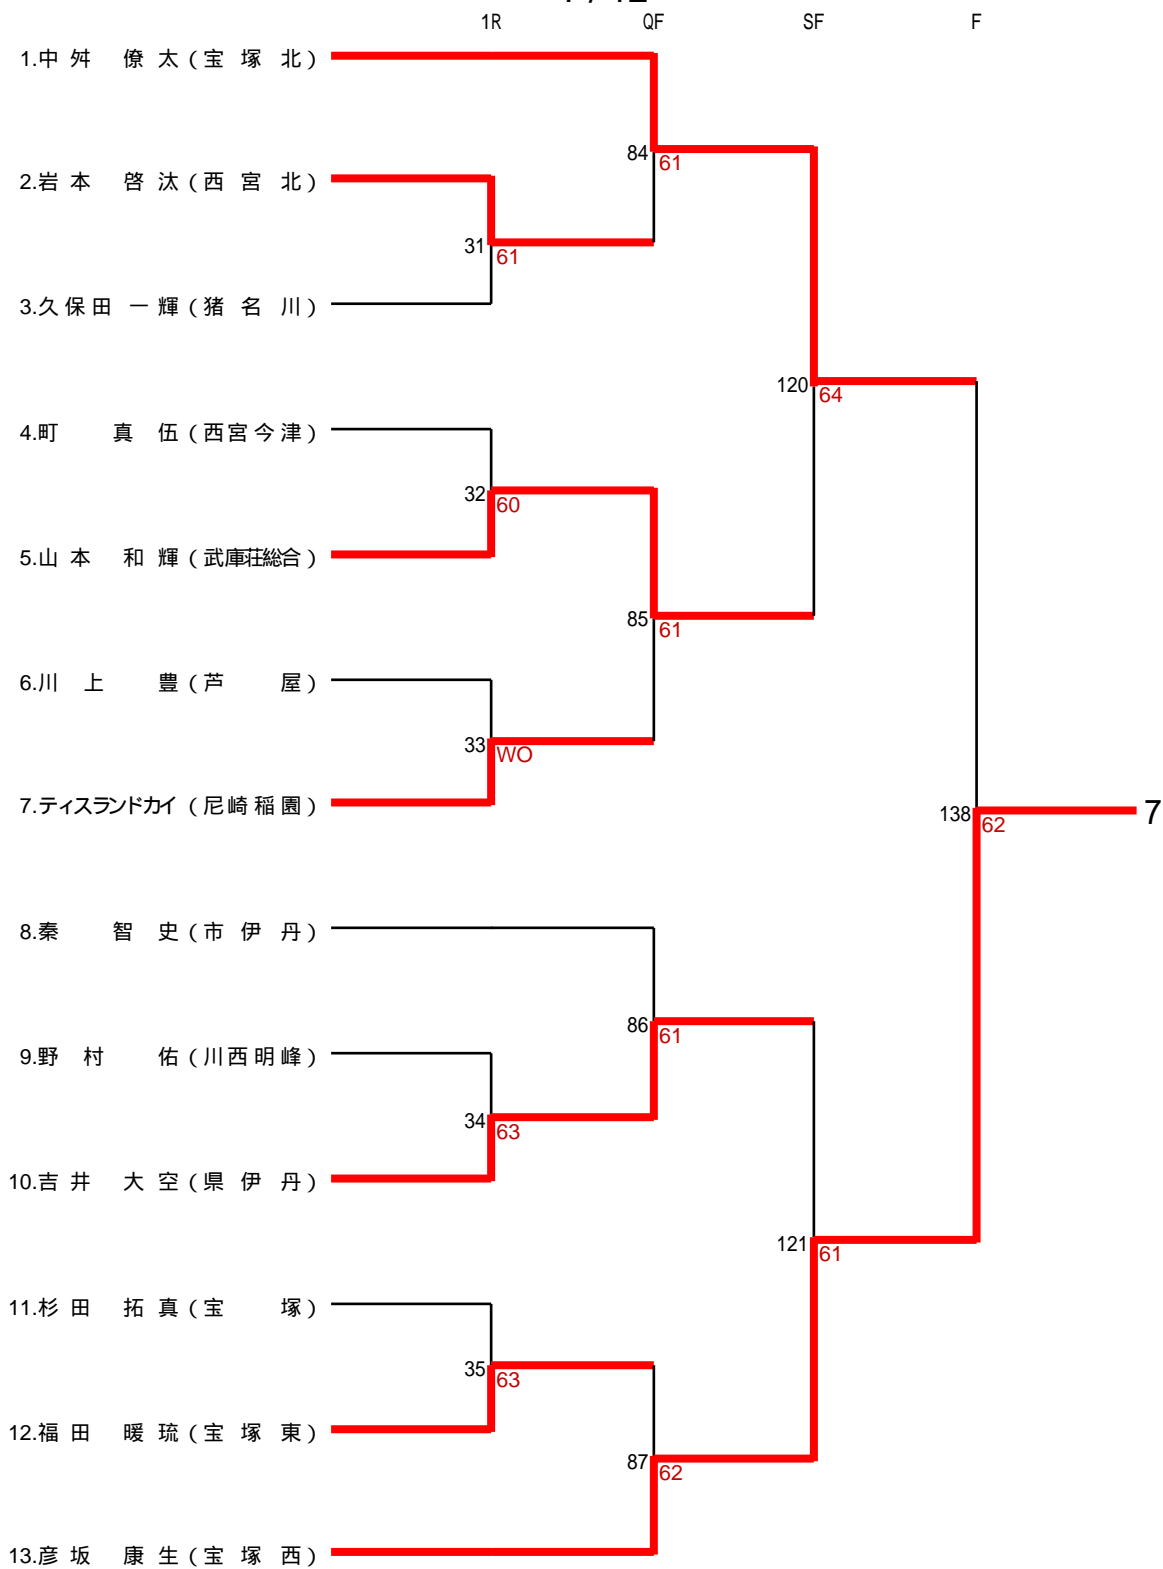 1R QF SF F
1.中舛 僚太(宝塚北)
84
61
2.岩本 啓汰(西宮北)
31
61
3.久保田 一輝(猪名川)
120
64
4.町 真伍(西宮今津)
32
60
5.山本 和輝(武庫荘総合)
85
61
6.川上 豊(芦屋)
33
WO
7.ティスランドカイ(尼崎稲園)
138
62
7
8.秦 智史(市伊丹)
86
61
9.野村 佑(川西明峰)
34
63
10.吉井 大空(県伊丹)
121
61
11.杉田 拓真(宝塚)
35
63
12.福田 暖琉(宝塚東)
87
62
13.彦坂 康生(宝塚西)